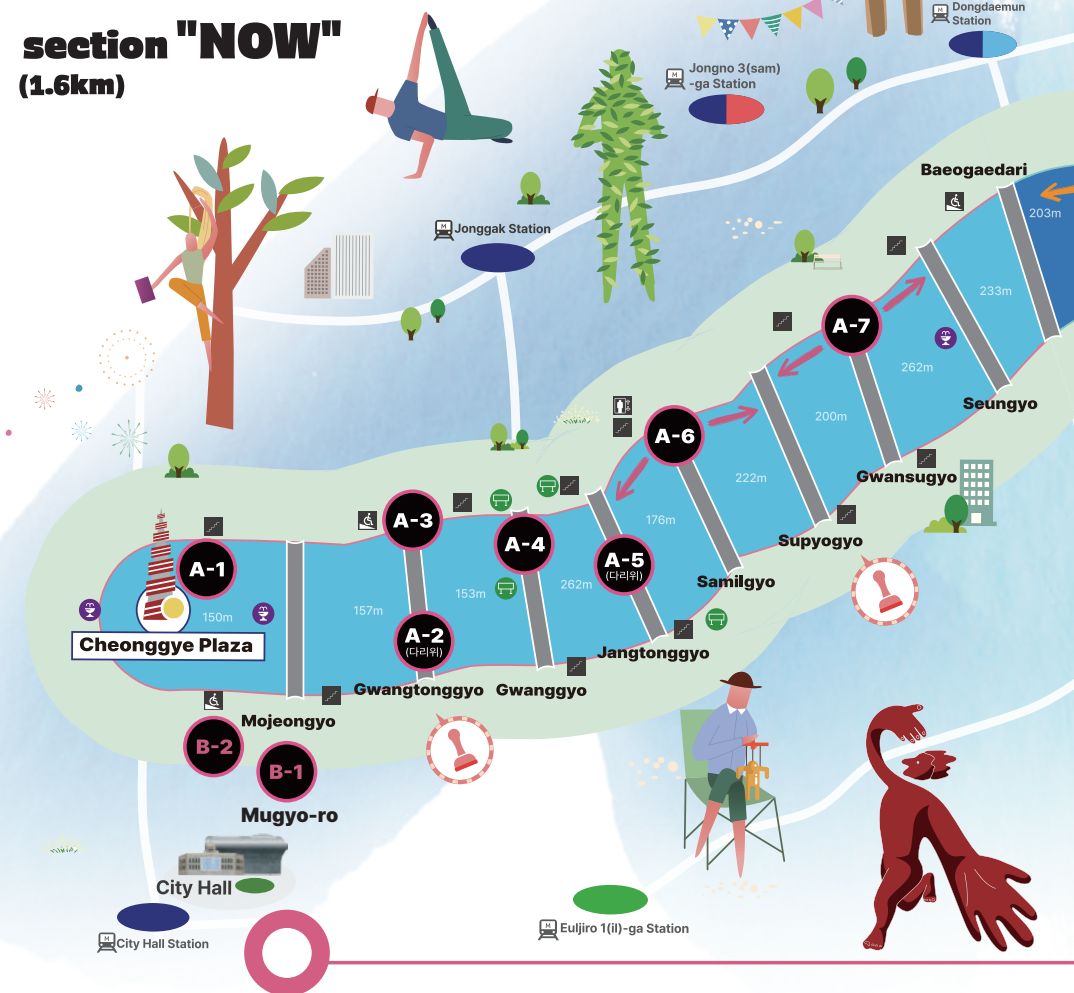 section "NOW"
(1.6km)
Dongdaemun
Station
Jongno 3(sam)
-ga Station
Baeogaedari
203m
Jonggak Station
233m
A-7
262m
Seungyo
200m
A-6
Gwansugyo
222m
A-3
176m
Supyogyo
A-4
A-1
A-5
(다리위)
Samilgyo
262m
153m
157m
150m
A-2
(다리위)
Cheonggye Plaza
Jangtonggyo
Gwangtonggyo
Gwanggyo
Mojeongyo
B-2
B-1
Mugyo-ro
City Hall
City Hall Station
Euljiro 1(il)-ga Station